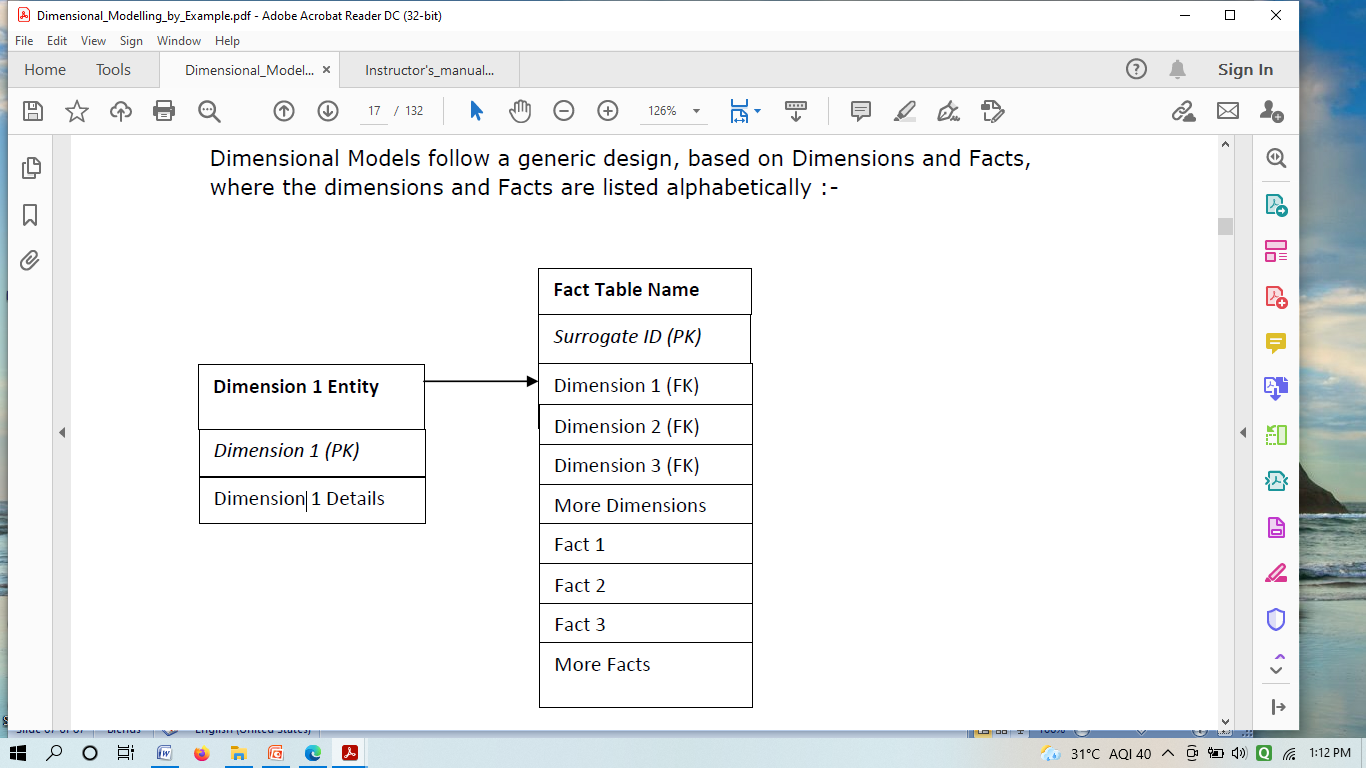 Dimensional_Modelling_by_Example.pdf - Adobe Acrobat Reader DC (32-bit)
File Edit View Sign Window Help
Home Tools Dimensional_Model... × Instructor's_manual... Sign In
17 / 132 126%
Dimensional Models follow a generic design, based on Dimensions and Facts,
where the dimensions and Facts are listed alphabetically :-
Fact Table Name
Surrogate ID (PK)
Dimension 1 Entity
Dimension 1 (PK)
Dimension 1 Details
Dimension 1 (FK)
Dimension 2 (FK)
Dimension 3 (FK)
More Dimensions
Fact 1
Fact 2
Fact 3
More Facts
English (United States)
31°C AQI 40 1:12 PM